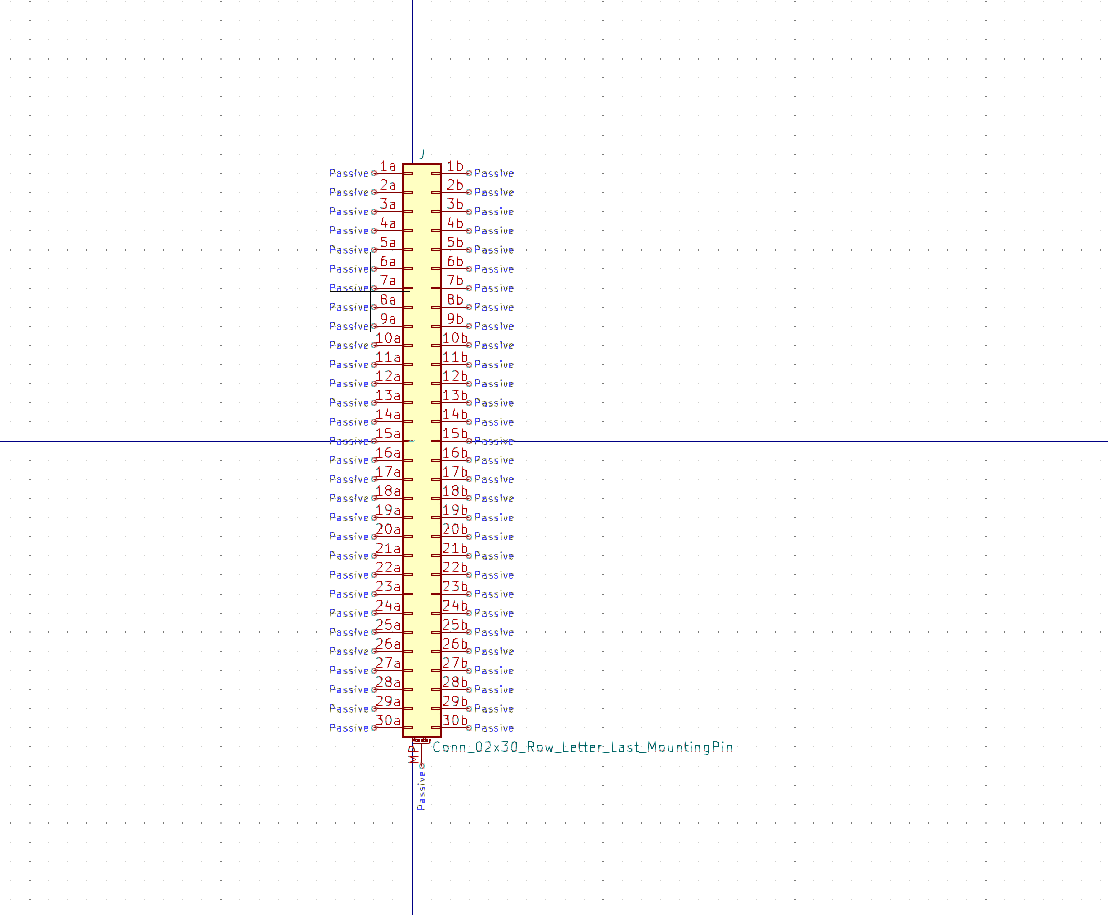 J
Passive 1a 1b Passive
Passive 2a 2b Passive
Passive 3a 3b Passive
Passive 4a 4b Passive
Passive 5a 5b Passive
Passive 6a 6b Passive
Passive 7a 7b Passive
Passive 8a 8b Passive
Passive 9a 9b Passive
Passive 10a 10b Passive
Passive 11a 11b Passive
Passive 12a 12b Passive
Passive 13a 13b Passive
Passive 14a 14b Passive
Passive 15a 15b Passive
Passive 16a 16b Passive
Passive 17a 17b Passive
Passive 18a 18b Passive
Passive 19a 19b Passive
Passive 20a 20b Passive
Passive 21a 21b Passive
Passive 22a 22b Passive
Passive 23a 23b Passive
Passive 24a 24b Passive
Passive 25a 25b Passive
Passive 26a 26b Passive
Passive 27a 27b Passive
Passive 28a 28b Passive
Passive 29a 29b Passive
Passive 30a 30b Passive
Conn_02x30_Row_Letter_Last_MountingPin
MP
Passive